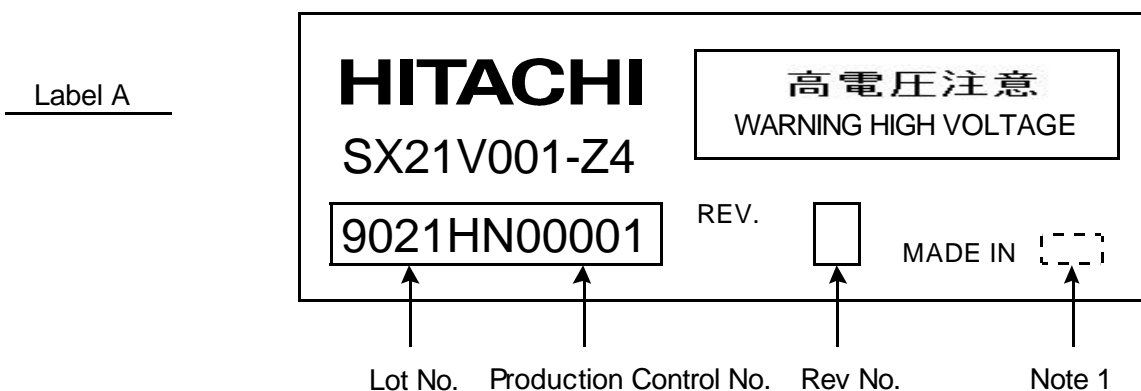 Label A
HITACHI
SX21V001-Z4
9021HN00001
高電圧注意
WARNING HIGH VOLTAGE
REV.
MADE IN
Lot No. Production Control No. Rev No. Note 1